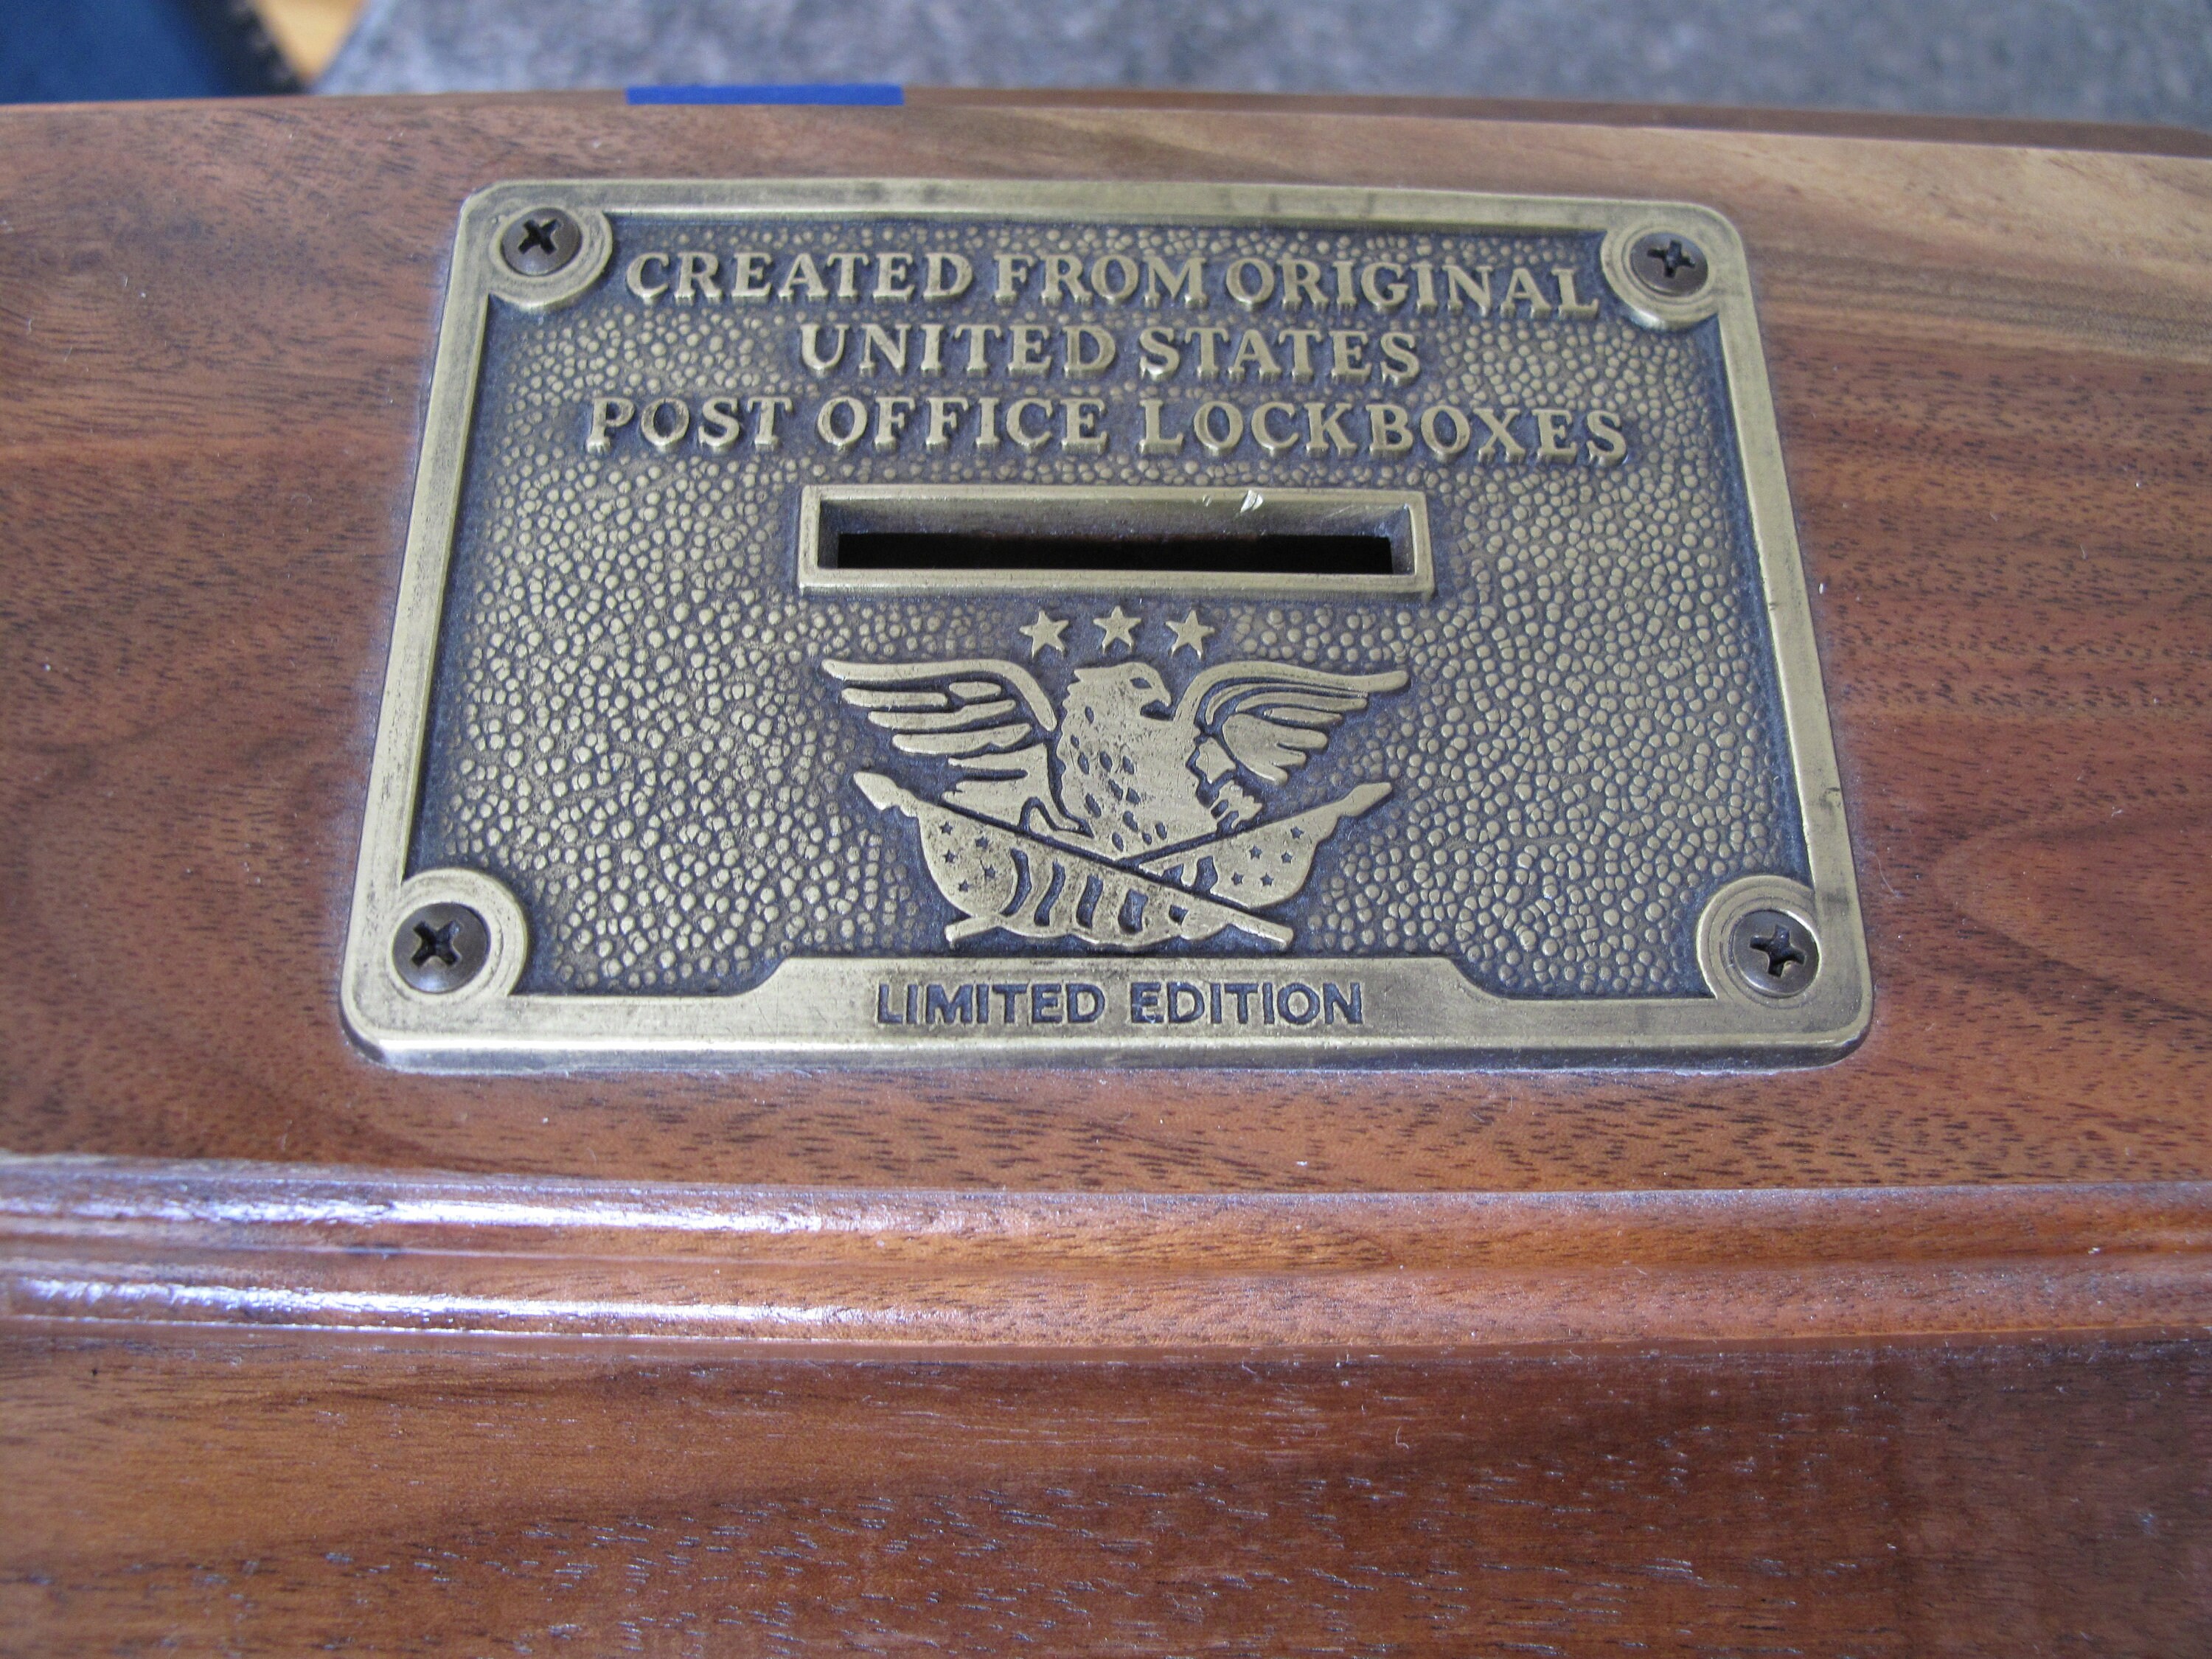 CREATED FROM ORIGINAL
UNITED STATES
POST OFFICE LOCKBOXES
LIMITED EDITION